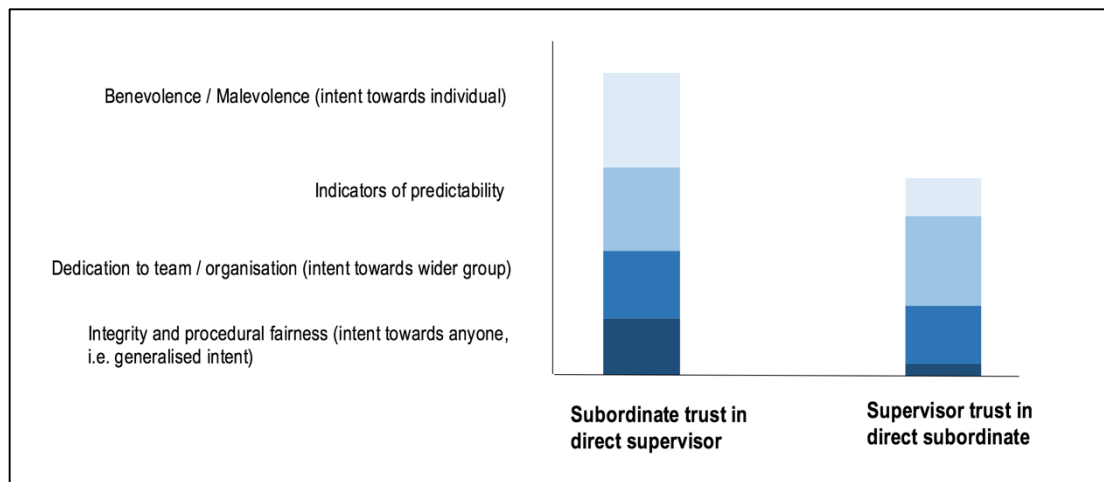 Benevolence / Malevolence (intent towards individual)
Indicators of predictability
Dedication to team / organisation (intent towards wider group)
Integrity and procedural fairness (intent towards anyone,
i.e. generalised intent)
Subordinate trust in
direct supervisor
Supervisor trust in
direct subordinate